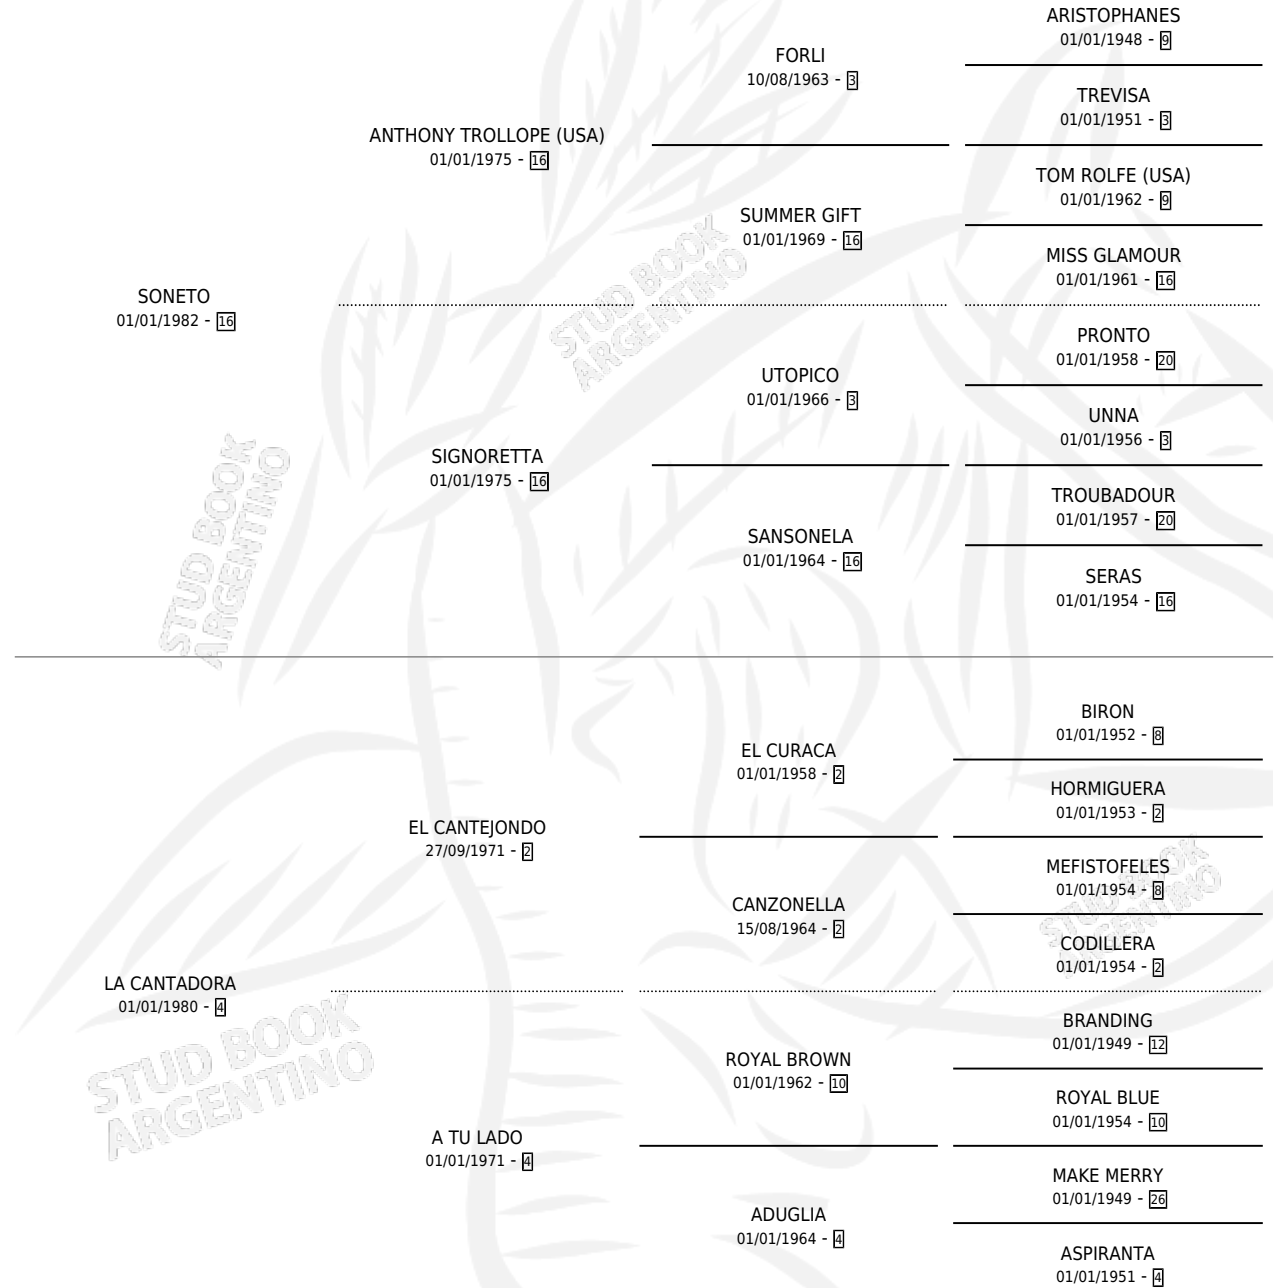 ARISTOPHANES
01/01/1948 - 9
FORLI
10/08/1963 - 3
TREVISA
01/01/1951 - 3
ANTHONY TROLLOPE (USA)
01/01/1975 - 16
TOM ROLFE (USA)
01/01/1962 - 9
SUMMER GIFT
01/01/1969 - 16
MISS GLAMOUR
01/01/1961 - 16
SONETO
01/01/1982 - 16
STUD BOOK
ARGENTINO
PRONTO
01/01/1958 - 20
UTOPICO
01/01/1966 - 3
UNNA
01/01/1956 - 3
SIGNORETTA
01/01/1975 - 16
TROUBADOUR
01/01/1957 - 20
SANSONELA
01/01/1964 - 16
SERAS
01/01/1954 - 16
STUD BOOK
ARGENTINO
BIRON
01/01/1952 - 8
EL CURACA
01/01/1958 - 2
HORMIGUERA
01/01/1953 - 2
EL CANTEJONDO
27/09/1971 - 2
MEFISTOFELES
01/01/1954 - 8
CANZONELLA
15/08/1964 - 2
STUD BOOK
ARGENTINO
CODILLERA
01/01/1954 - 2
LA CANTADORA
01/01/1980 - 4
STUD BOOK
ARGENTINO
BRANDING
01/01/1949 - 12
ROYAL BROWN
01/01/1962 - 10
ROYAL BLUE
01/01/1954 - 10
A TU LADO
01/01/1971 - 4
MAKE MERRY
01/01/1949 - 26
ADUGLIA
01/01/1964 - 4
ASPIRANTA
01/01/1951 - 4